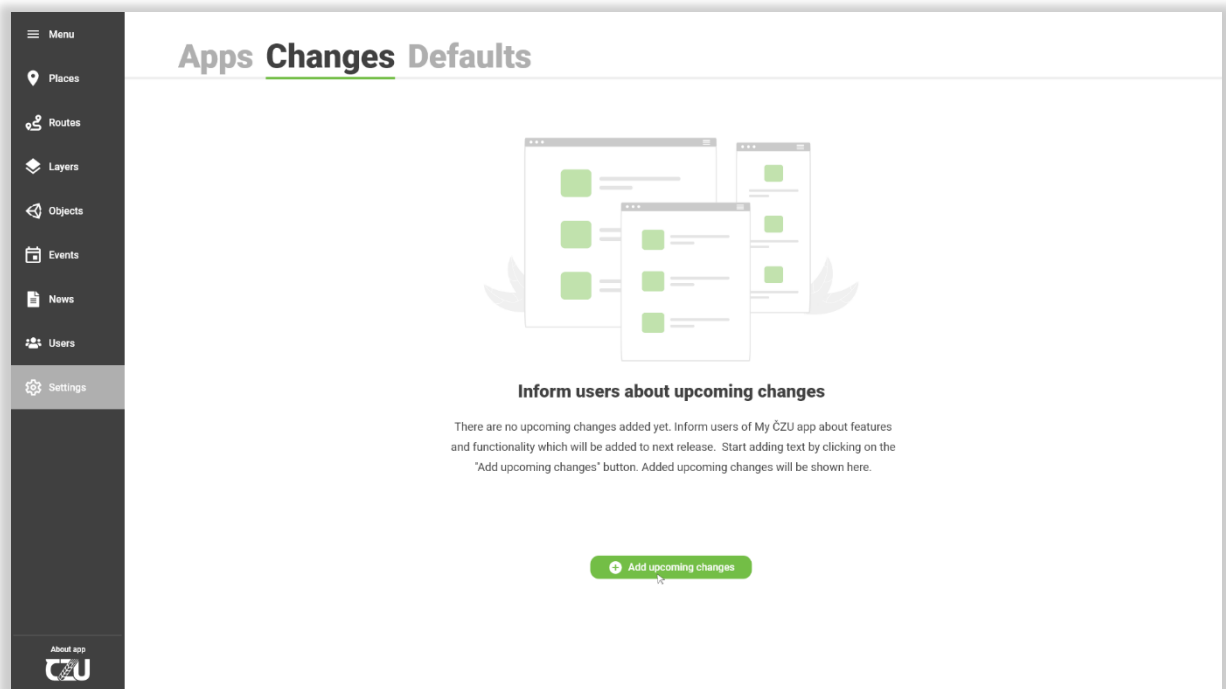 Menu
Places
Routes
Layers
Objects
Events
News
Users
Settings
About app
ČZU
Apps Changes Defaults
Inform users about upcoming changes
There are no upcoming changes added yet. Inform users of My ČZU app about features
and functionality which will be added to next release. Start adding text by clicking on the
"Add upcoming changes" button. Added upcoming changes will be shown here.
Add upcoming changes